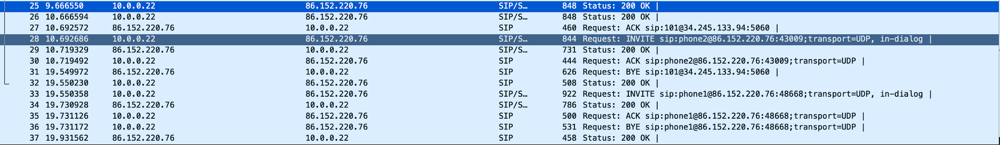 25 9.666550 10.0.0.22 86.152.220.76 SIP/S… 848 Status: 200 OK |
26 10.666594 10.0.0.22 86.152.220.76 SIP/S… 848 Status: 200 OK |
27 10.692572 86.152.220.76 10.0.0.22 SIP 460 Request: ACK sip:101@34.245.133.94:5060 |
28 10.692686 10.0.0.22 86.152.220.76 SIP/S… 844 Request: INVITE sip:phone2@86.152.220.76:43009;transport=UDP, in-dialog |
29 10.719329 86.152.220.76 10.0.0.22 SIP/S… 731 Status: 200 OK |
30 10.719492 10.0.0.22 86.152.220.76 SIP 444 Request: ACK sip:phone2@86.152.220.76:43009;transport=UDP |
31 19.549972 86.152.220.76 10.0.0.22 SIP 626 Request: BYE sip:101@34.245.133.94:5060 |
32 19.550230 10.0.0.22 86.152.220.76 SIP 508 Status: 200 OK |
33 19.550358 10.0.0.22 86.152.220.76 SIP/S… 922 Request: INVITE sip:phone1@86.152.220.76:48668;transport=UDP, in-dialog |
34 19.730928 86.152.220.76 10.0.0.22 SIP/S… 786 Status: 200 OK |
35 19.731126 10.0.0.22 86.152.220.76 SIP 500 Request: ACK sip:phone1@86.152.220.76:48668;transport=UDP |
36 19.731172 10.0.0.22 86.152.220.76 SIP 531 Request: BYE sip:phone1@86.152.220.76:48668;transport=UDP |
37 19.931562 86.152.220.76 10.0.0.22 SIP 458 Status: 200 OK |